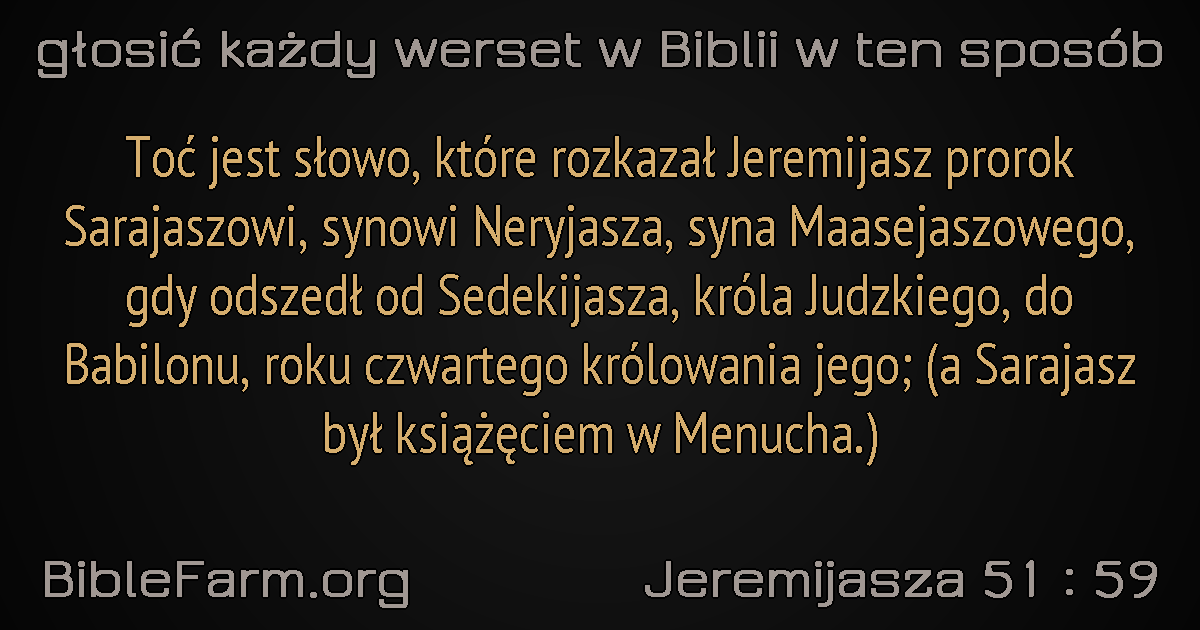 głosić każdy werset w Biblii w ten sposób
Toć jest słowo, które rozkazał Jeremijasz prorok
Sarajaszowi, synowi Neryjasza, syna Maasejaszowego,
gdy odszedł od Sedekijasza, króla Judzkiego, do
Babilonu, roku czwartego królowania jego; (a Sarajasz
był książęciem w Menucha.)
BibleFarm.org
Jeremijasza 51 : 59